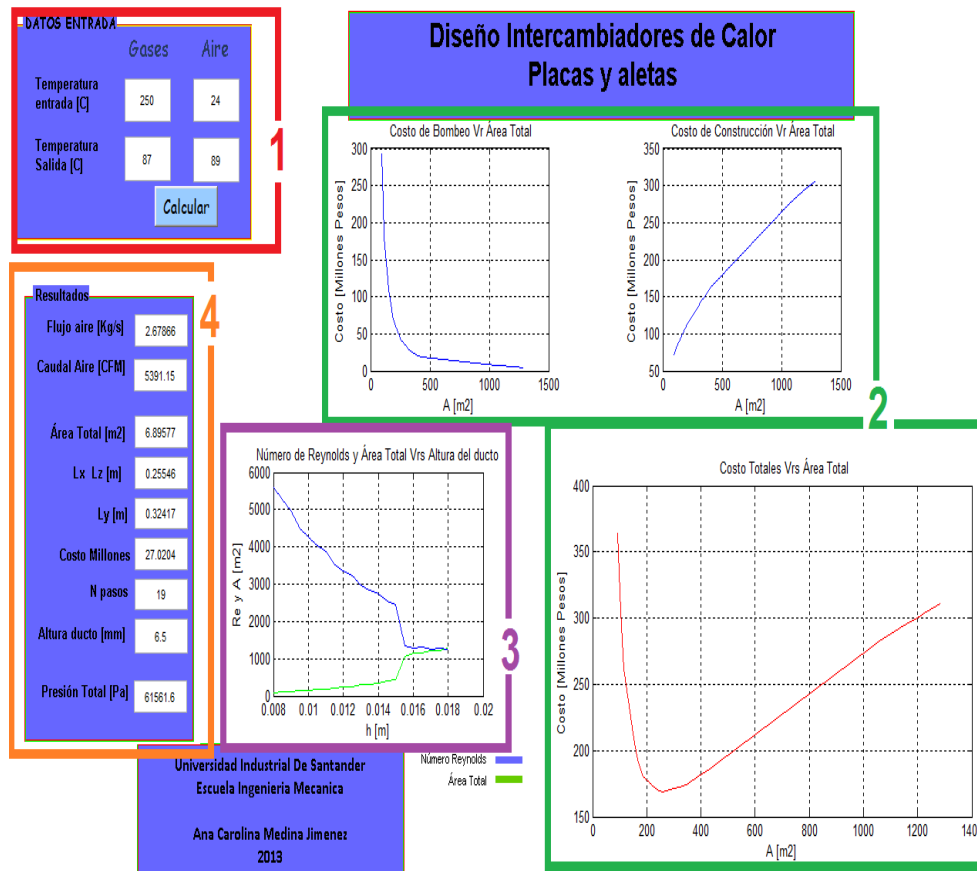 DATOS ENTRADA
Gases Aire
Temperatura
entrada [C]
250 24
Temperatura
Salida [C]
87 89
Calcular
1
Diseño Intercambiadores de Calor
Placas y aletas
Costo de Bombeo Vr Área Total
Costo [Millones Pesos]
300
250
200
150
100
50
0
0 500 1000 1500
A [m2]
Costo de Construcción Vr Área Total
Costo [Millones Pesos]
350
300
250
200
150
100
50
0 500 1000 1500
A [m2]
2
Resultados
4
Flujo aire [Kg/s] 2.67866
Caudal Aire [CFM] 5391.15
Área Total [m2] 6.89577
Lx Lz [m] 0.25546
Ly [m] 0.32417
Costo Millones 27.0204
N pasos 19
Altura ducto [mm] 6.5
Presión Total [Pa] 61561.6
Número de Reynolds y Área Total Vrs Altura del ducto
Re y A [m2]
6000
5000
4000
3000
2000
1000
0
0.008 0.01 0.012 0.014 0.016 0.018 0.02
h [m]
3
Número Reynolds
Área Total
Costo Totales Vrs Área Total
Costo [Millones Pesos]
400
350
300
250
200
150
0 200 400 600 800 1000 1200 140
A [m2]
Universidad Industrial De Santander
Escuela Ingenieria Mecanica
Ana Carolina Medina Jimenez
2013